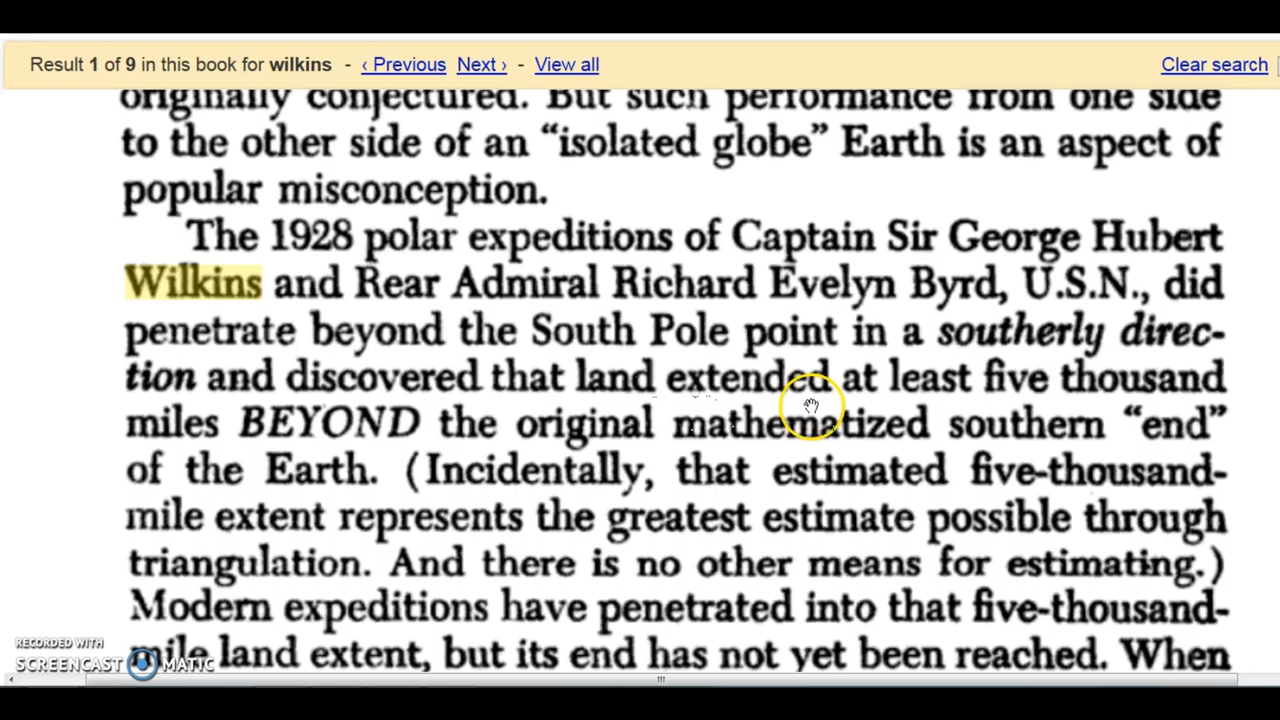 Result 1 of 9 in this book for wilkins - ‹ Previous Next › - View all Clear search
originally conjectured. But such performance from one side
to the other side of an “isolated globe” Earth is an aspect of
popular misconception.
The 1928 polar expeditions of Captain Sir George Hubert
Wilkins and Rear Admiral Richard Evelyn Byrd, U.S.N., did
penetrate beyond the South Pole point in a southerly direc-
tion and discovered that land extended at least five thousand
miles BEYOND the original mathematized southern “end”
of the Earth. (Incidentally, that estimated five-thousand-
mile extent represents the greatest estimate possible through
triangulation. And there is no other means for estimating.)
Modern expeditions have penetrated into that five-thousand-
mile land extent, but its end has not yet been reached. When
RECORDED WITH
SCREENCAST MATIC